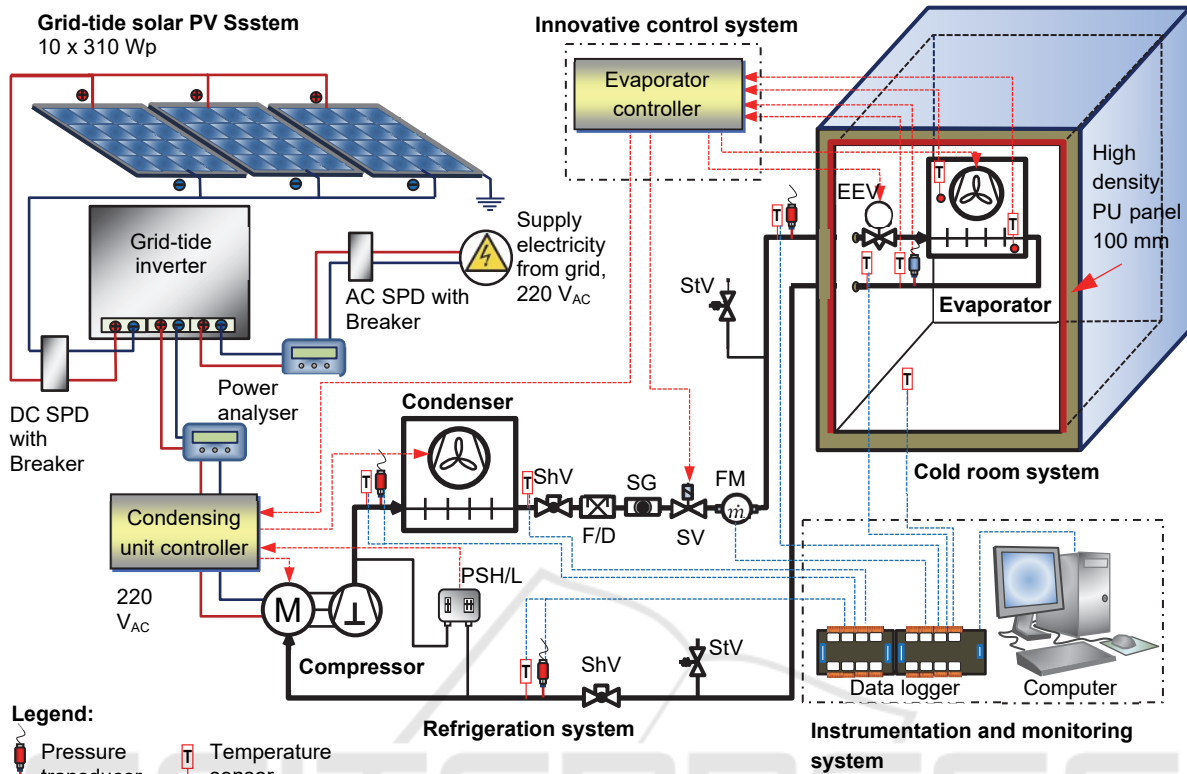 Grid-tide solar PV Ssstem
10 x 310 Wp
Innovative control system
Evaporator
controller
High
density
PU panel
100 mm
EEV
T
T
T
T
T
T
Evaporator
Cold room system
Grid-tide
inverter
Supply
electricity
from grid,
220 VAC
AC SPD with
Breaker
DC SPD
with
Breaker
Power
analyser
StV
Condenser
T
T
ShV
F/D
SG
SV
FM
ṁ
Condensing
unit controller
220
VAC
M
PSH/L
Compressor
T
ShV
StV
Refrigeration system
Data logger
Computer
Instrumentation and monitoring
system
Legend:
Pressure
T
Temperature